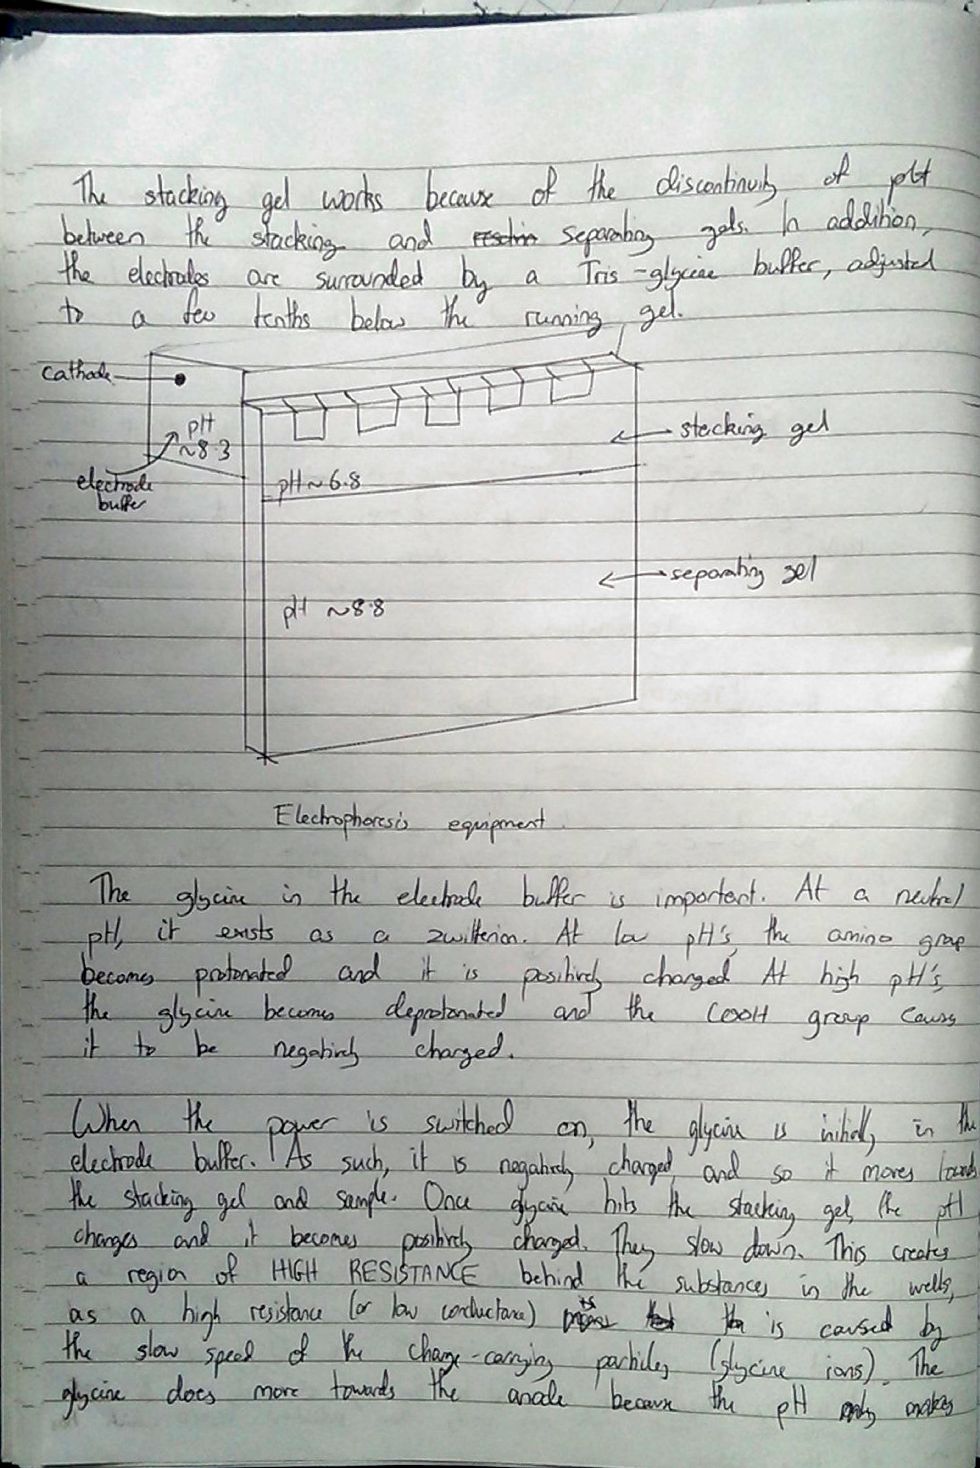 The stacking gel works because of the discontinuity of pH
between the stacking and separating gels. In addition,
the electrodes are surrounded by a Tris-glycine buffer, adjusted
to a few tenths below the running gel.
cathode
pH
~8.3
stacking gel
electrode
buffer
pH ~ 6.8
separating gel
pH ~8.8
Electrophoresis equipment.
The glycine in the electrode buffer is important. At a neutral
pH, it exists as a zwitterion. At low pH's, the amino group
becomes protonated and it is positively charged. At high pH's,
the glycine becomes deprotonated and the COOH group causes
it to be negatively charged.
When the power is switched on, the glycine is initially in the
electrode buffer. As such, it is negatively charged, and so it moves towards
the stacking gel and sample. Once glycine hits the stacking gel, the pH
changes and it becomes positively charged. They slow down. This creates
a region of HIGH RESISTANCE behind the substances in the wells,
as a high resistance (or low conductance) is caused by
the slow speed of the charge-carrying particles (glycine ions). The
glycine does move towards the anode because the pH makes